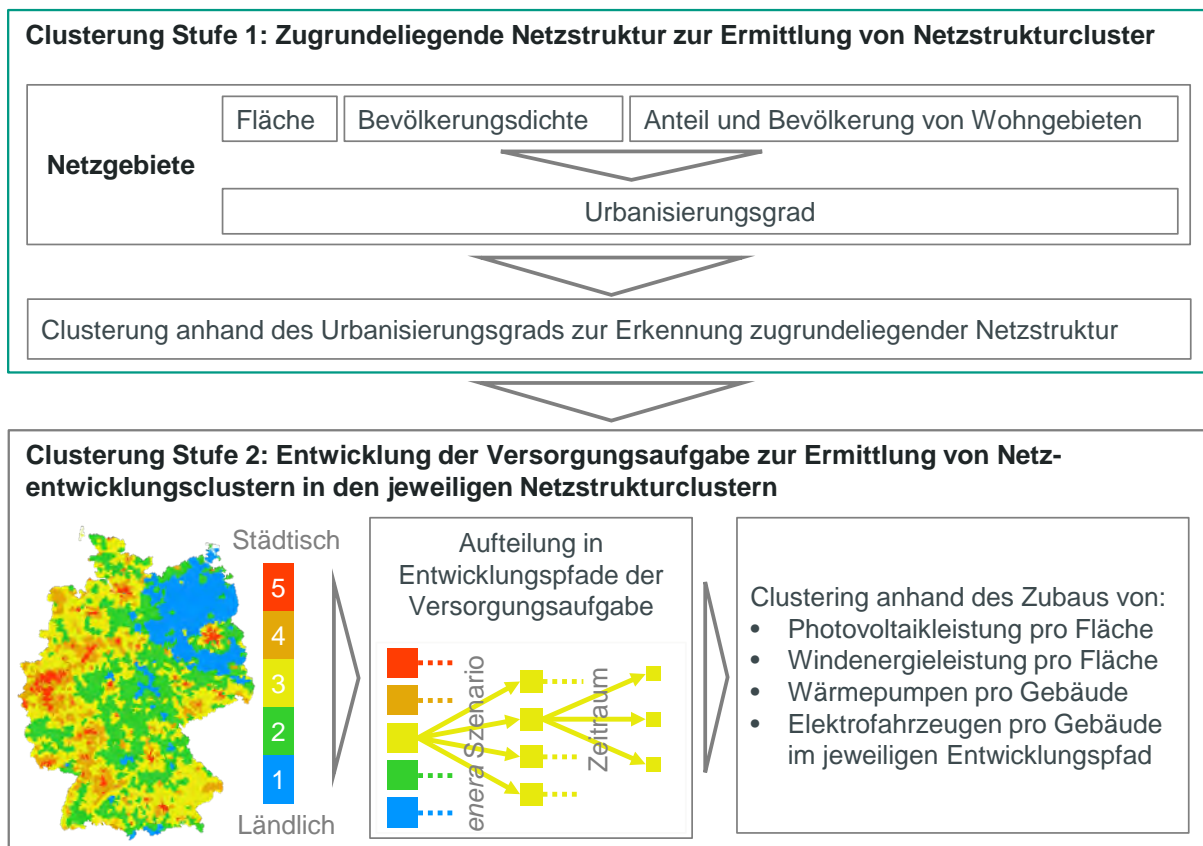 Clusterung Stufe 1: Zugrundeliegende Netzstruktur zur Ermittlung von Netzstrukturcluster
Netzgebiete
Fläche
Bevölkerungsdichte
Anteil und Bevölkerung von Wohngebieten
Urbanisierungsgrad
Clusterung anhand des Urbanisierungsgrads zur Erkennung zugrundeliegender Netzstruktur
Clusterung Stufe 2: Entwicklung der Versorgungsaufgabe zur Ermittlung von Netz-
entwicklungsclustern in den jeweiligen Netzstrukturclustern
Städtisch
5
4
3
2
1
Ländlich
Aufteilung in
Entwicklungspfade der
Versorgungsaufgabe
enera Szenario
Zeitraum
Clustering anhand des Zubaus von:
• Photovoltaikleistung pro Fläche
• Windenergieleistung pro Fläche
• Wärmepumpen pro Gebäude
• Elektrofahrzeugen pro Gebäude
im jeweiligen Entwicklungspfad